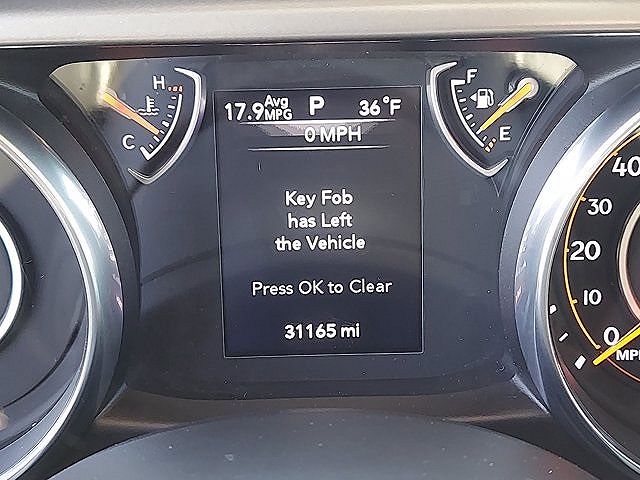 H
C
17.9 Avg MPG P 36°F
0 MPH
Key Fob
has Left
the Vehicle
Press OK to Clear
31165 mi
F
E
40
30
20
10
0
MP